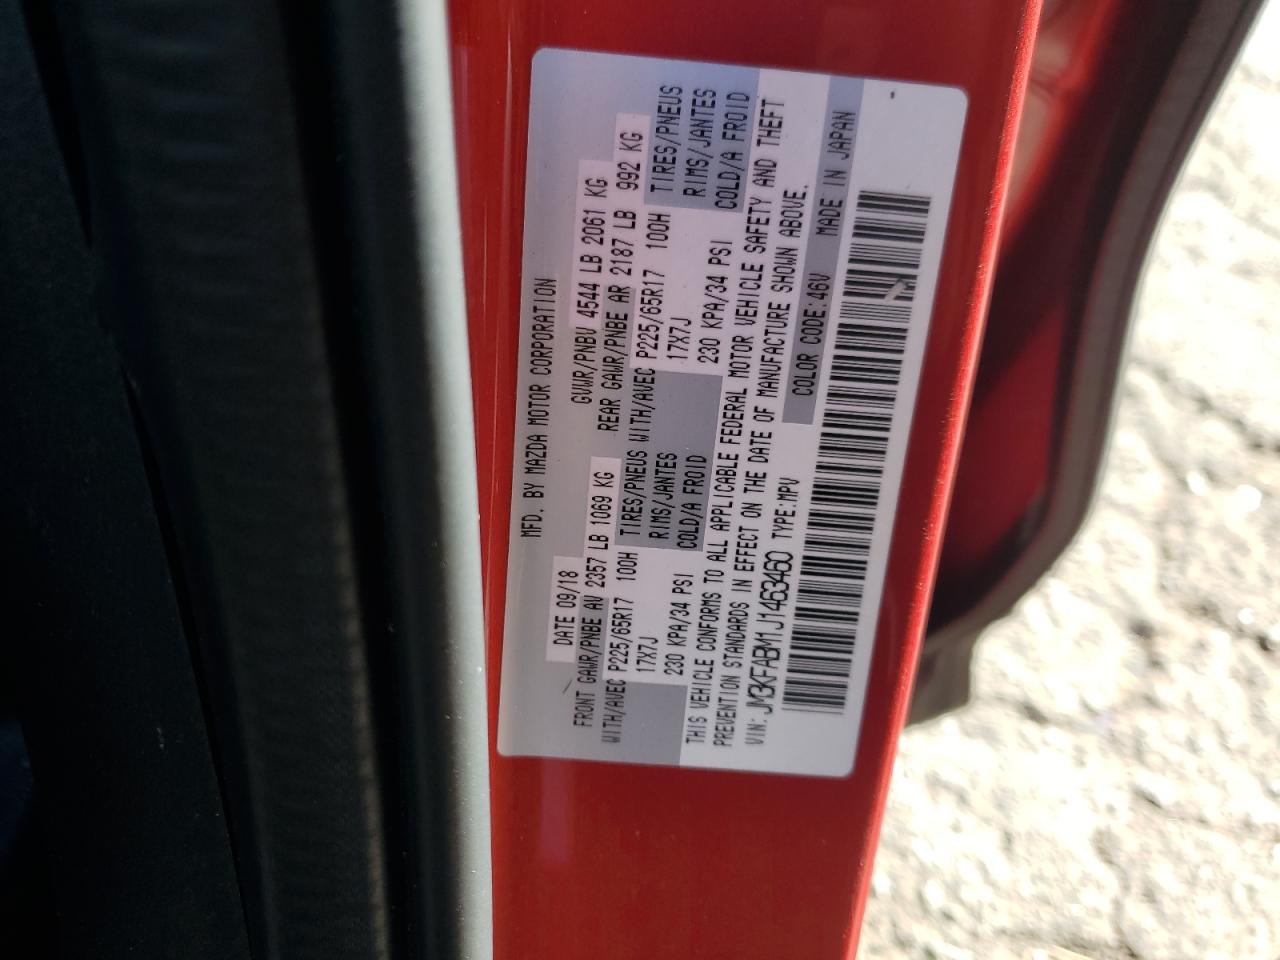 MFD. BY MAZDA MOTOR CORPORATION
DATE 09/18 GVWR/PNBV 4544 LB 2061 KG
FRONT GAWR/PNBE AV 2357 LB 1069 KG REAR GAWR/PNBE AR 2187 LB 992 KG
WITH/AVEC P225/65R17 100H TIRES/PNEUS WITH/AVEC P225/65R17 100H TIRES/PNEUS
17X7J RIMS/JANTES 17X7J RIMS/JANTES
230 KPA/34 PSI COLD/A FROID 230 KPA/34 PSI COLD/A FROID
THIS VEHICLE CONFORMS TO ALL APPLICABLE FEDERAL MOTOR VEHICLE SAFETY AND THEFT
PREVENTION STANDARDS IN EFFECT ON THE DATE OF MANUFACTURE SHOWN ABOVE.
VIN: JM3KFABM1J1463460 TYPE:MPV COLOR CODE:46V MADE IN JAPAN